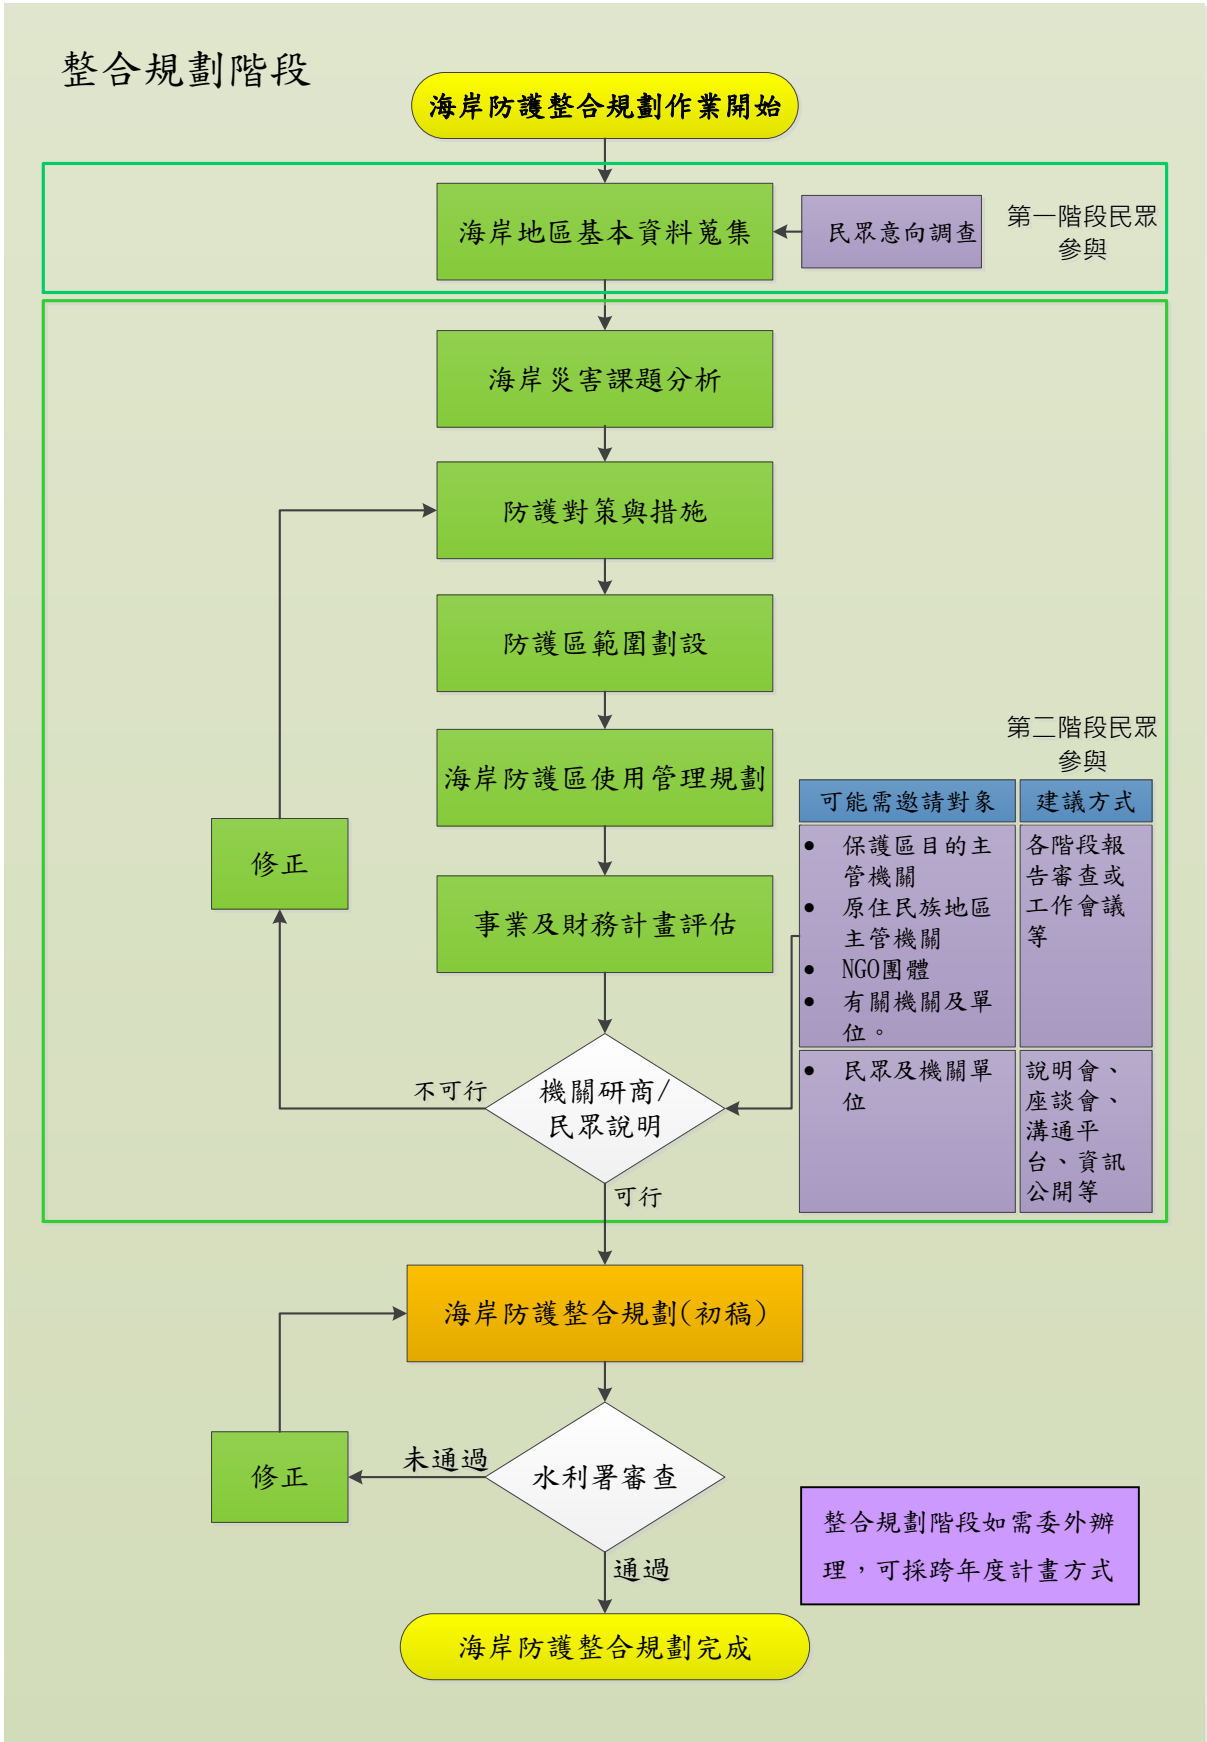 整合規劃階段
海岸防護整合規劃作業開始
海岸地區基本資料蒐集
民眾意向調查
第一階段民眾
參與
海岸災害課題分析
防護對策與措施
防護區範圍劃設
海岸防護區使用管理規劃
修正
事業及財務計畫評估
第二階段民眾
參與
可能需邀請對象
建議方式
● 保護區目的主
管機關
● 原住民族地區
主管機關
● NGO團體
● 有關機關及單
位。
各階段報
告審查或
工作會議
等
● 民眾及機關單
位
說明會、
座談會、
溝通平
台、資訊
公開等
不可行
機關研商/
民眾說明
可行
海岸防護整合規劃(初稿)
修正
未通過
水利署審查
通過
整合規劃階段如需委外辦
理，可採跨年度計畫方式
海岸防護整合規劃完成